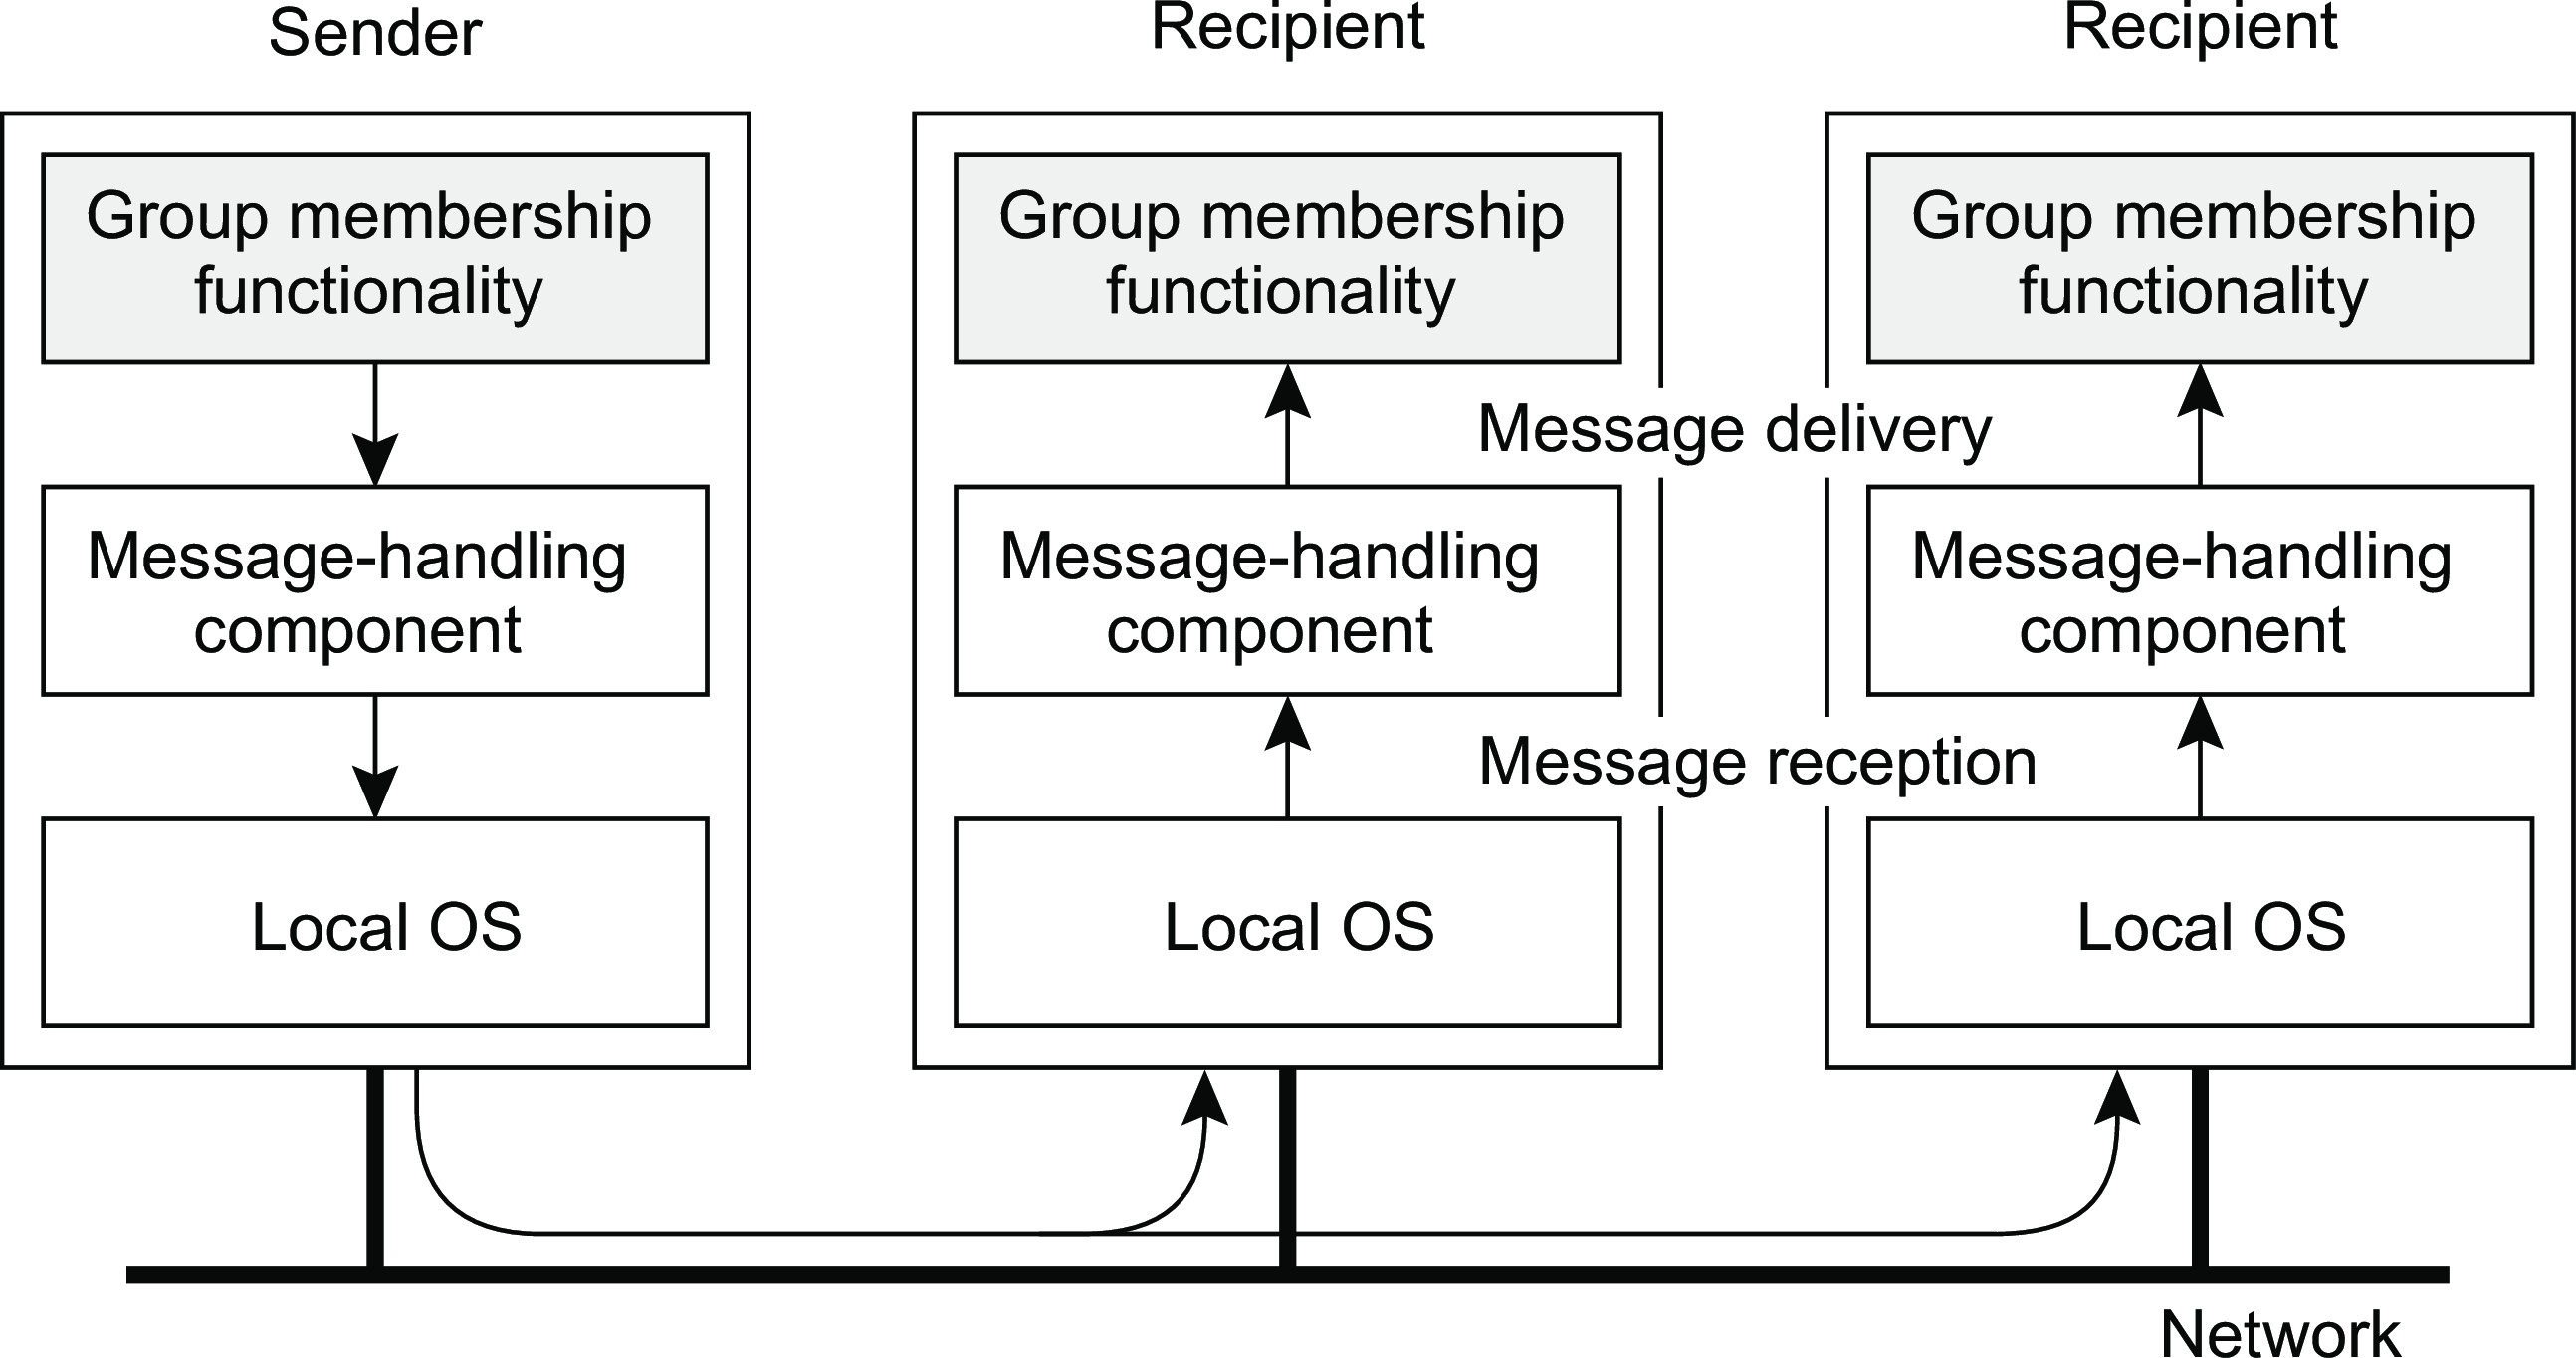 Sender
Recipient
Recipient
Group membership
functionality
Group membership
functionality
Group membership
functionality
Message delivery
Message-handling
component
Message-handling
component
Message-handling
component
Message reception
Local OS
Local OS
Local OS
Network